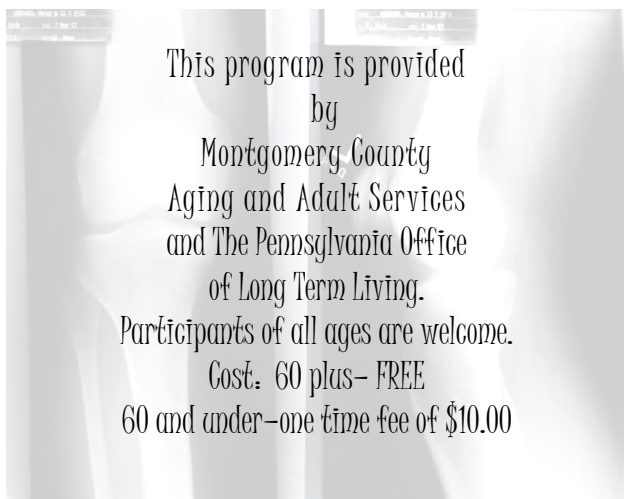 This program is provided
by
Montgomery County
Aging and Adult Services
and The Pennsylvania Office
of Long Term Living.
Participants of all ages are welcome.
Cost: 60 plus- FREE
60 and under-one time fee of $10.00